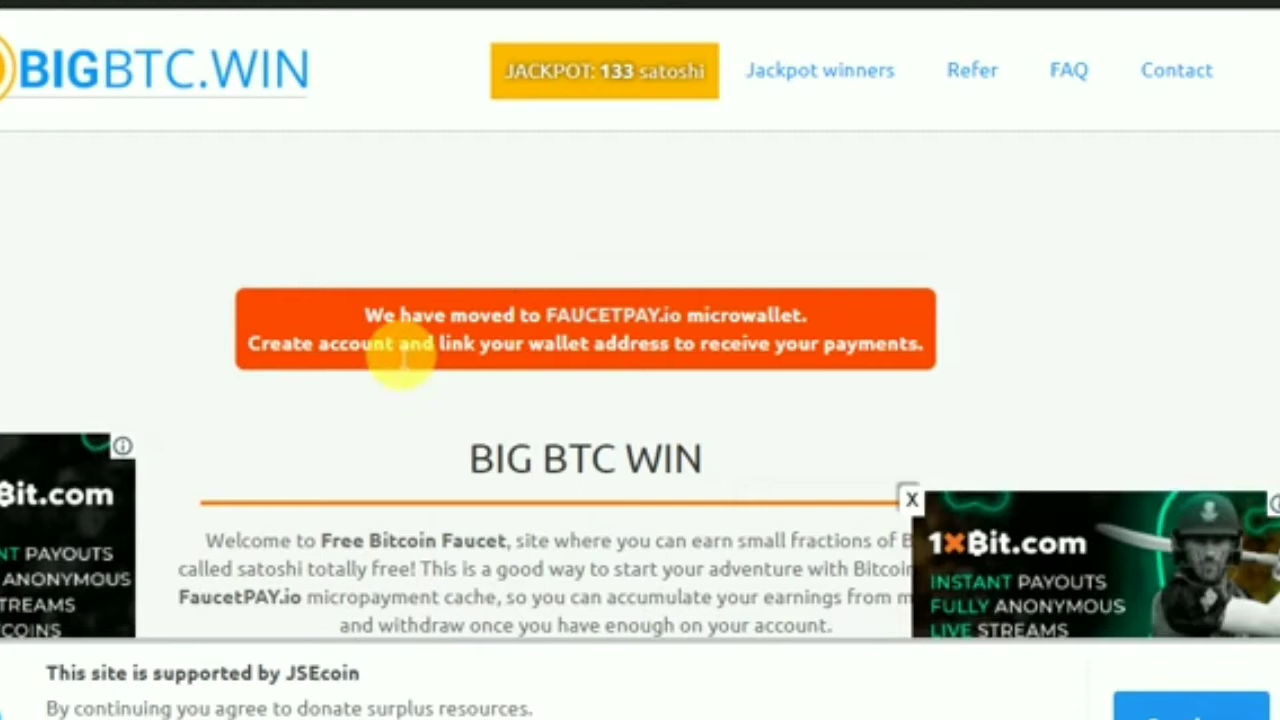 BIGBTC.WIN
JACKPOT: 133 satoshi
Jackpot winners
Refer
FAQ
Contact
We have moved to FAUCETPAY.io microwallet.
Create account and link your wallet address to receive your payments.
BIG BTC WIN
Welcome to Free Bitcoin Faucet, site where you can earn small fractions of B
called satoshi totally free! This is a good way to start your adventure with Bitcoin
FaucetPAY.io micropayment cache, so you can accumulate your earnings from m
and withdraw once you have enough on your account.
Bit.com
NT PAYOUTS
ANONYMOUS
TREAMS
COINS
X
1XBit.com
INSTANT PAYOUTS
FULLY ANONYMOUS
LIVE STREAMS
This site is supported by JSEcoin
By continuing you agree to donate surplus resources.